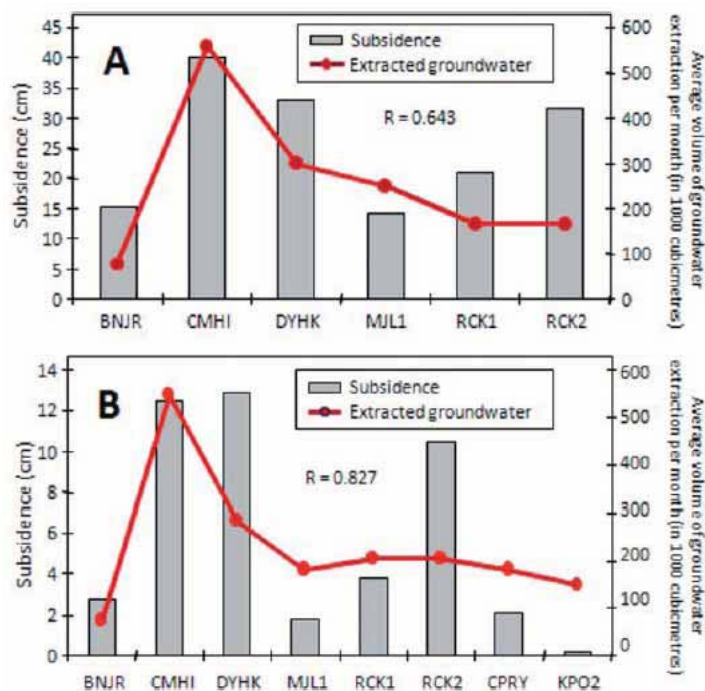 A
Subsidence
Extracted groundwater
R = 0.643
Subsidence (cm)
45
40
35
30
25
20
15
10
5
0
600
500
400
300
200
100
0
Average volume of groundwater
extraction per month (in 1000 cubicmetres)
BNJR CMHI DYHK MJL1 RCK1 RCK2
B
Subsidence
Extracted groundwater
R = 0.827
Subsidence (cm)
14
12
10
8
6
4
2
0
600
500
400
300
200
100
0
Average volume of groundwater
extraction per month (in 1000 cubicmetres)
BNJR CMHI DYHK MJL1 RCK1 RCK2 CPRY KPO2